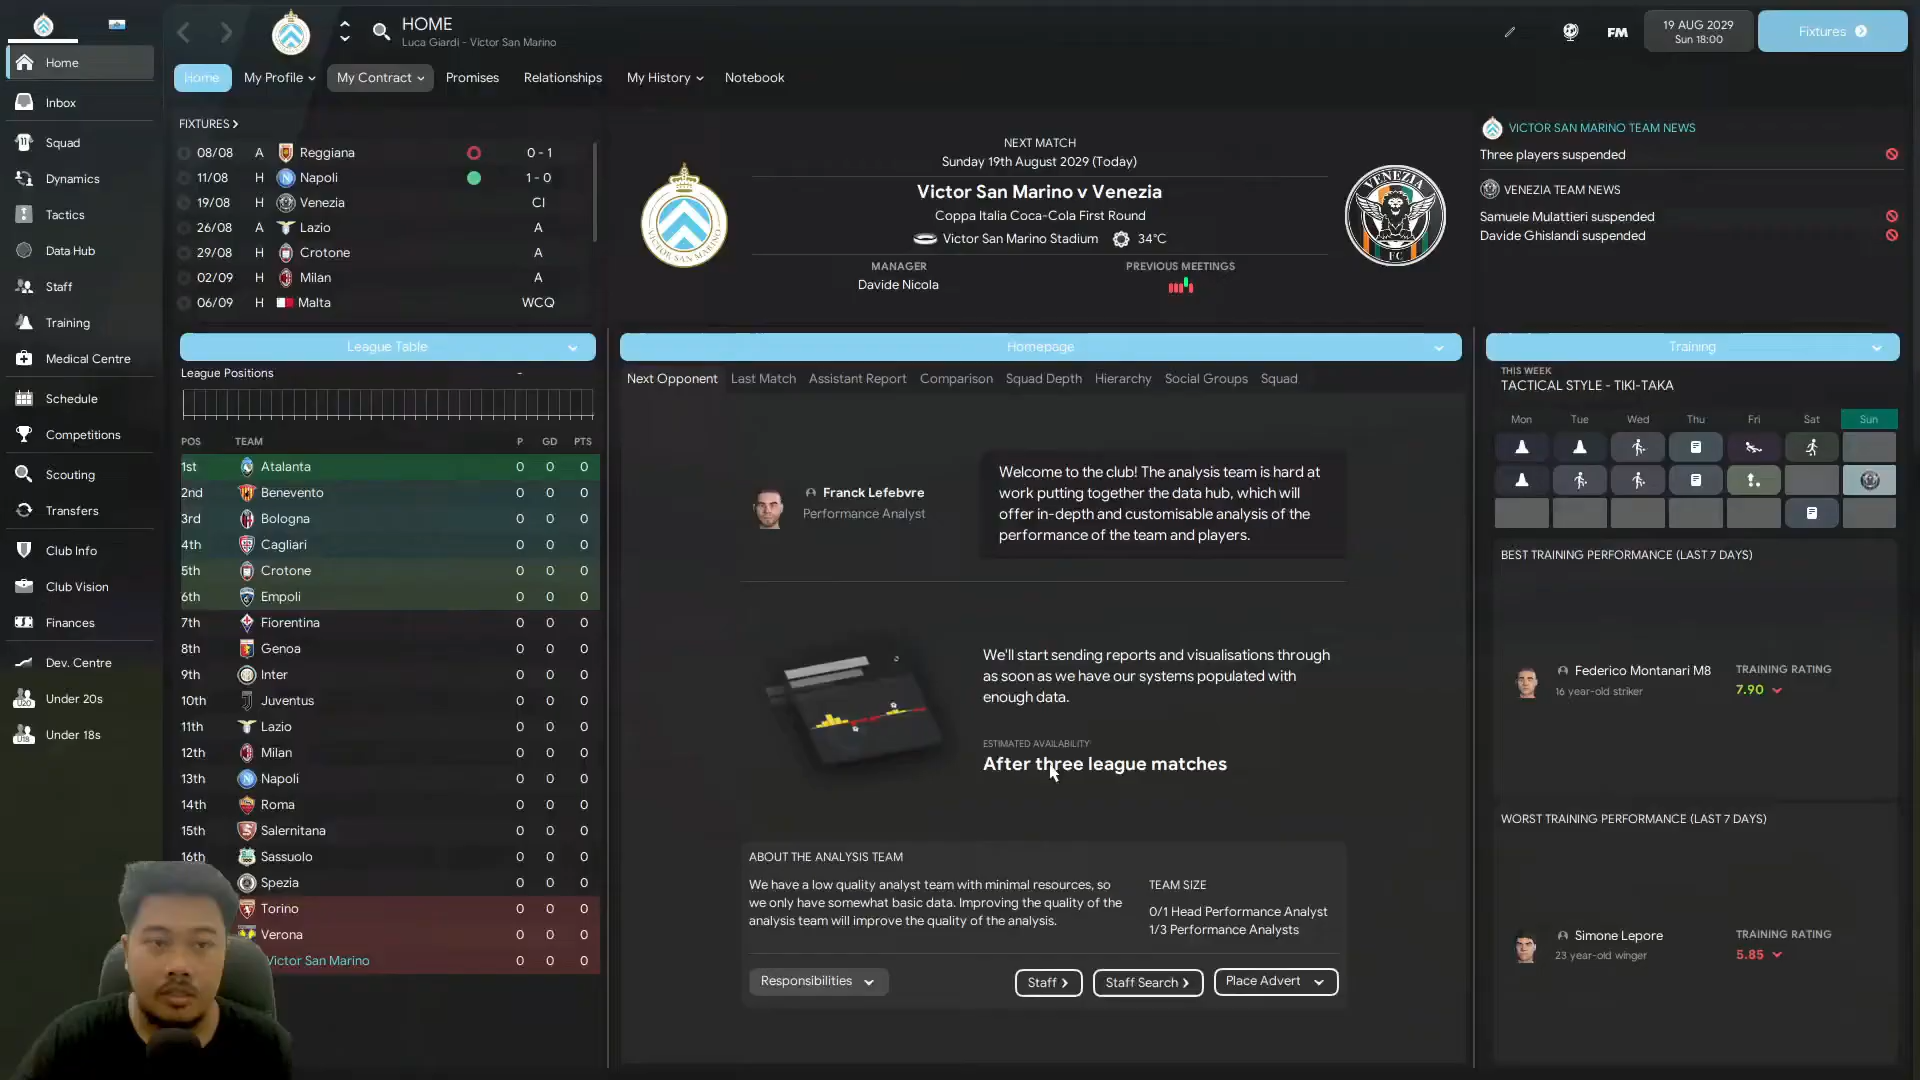 HOME
Luca Giardi - Victor San Marino
FM
19 AUG 2029
Sun 18:00
Fixtures
Home
My Profile
My Contract
Promises
Relationships
My History
Notebook
Home
Inbox
Squad
Dynamics
Tactics
Data Hub
Staff
Training
Medical Centre
Schedule
Competitions
Scouting
Transfers
Club Info
Club Vision
Finances
Dev. Centre
Under 20s
Under 18s
FIXTURES
08/08 A Reggiana 0 - 1
11/08 H Napoli 1 - 0
19/08 H Venezia CI
26/08 A Lazio A
29/08 H Crotone A
02/09 H Milan A
06/09 H Malta WCQ
NEXT MATCH
Sunday 19th August 2029 (Today)
Victor San Marino v Venezia
Coppa Italia Coca-Cola First Round
Victor San Marino Stadium 34°C
MANAGER
Davide Nicola
PREVIOUS MEETINGS
VICTOR SAN MARINO
VENEZIA
FC
VICTOR SAN MARINO TEAM NEWS
Three players suspended
VENEZIA TEAM NEWS
Samuele Mulattieri suspended
Davide Ghislandi suspended
League Table
League Positions -
POS TEAM P GD PTS
1st Atalanta 0 0 0
2nd Benevento 0 0 0
3rd Bologna 0 0 0
4th Cagliari 0 0 0
5th Crotone 0 0 0
6th Empoli 0 0 0
7th Fiorentina 0 0 0
8th Genoa 0 0 0
9th Inter 0 0 0
10th Juventus 0 0 0
11th Lazio 0 0 0
12th Milan 0 0 0
13th Napoli 0 0 0
14th Roma 0 0 0
15th Salernitana 0 0 0
16th Sassuolo 0 0 0
Spezia 0 0 0
Torino 0 0 0
Verona 0 0 0
Victor San Marino 0 0 0
Homepage
Next Opponent
Last Match
Assistant Report
Comparison
Squad Depth
Hierarchy
Social Groups
Squad
Franck Lefebvre
Performance Analyst
Welcome to the club! The analysis team is hard at
work putting together the data hub, which will
offer in-depth and customisable analysis of the
performance of the team and players.
We'll start sending reports and visualisations through
as soon as we have our systems populated with
enough data.
ESTIMATED AVAILABILITY
After three league matches
ABOUT THE ANALYSIS TEAM
We have a low quality analyst team with minimal resources, so
we only have somewhat basic data. Improving the quality of the
analysis team will improve the quality of the analysis.
TEAM SIZE
0/1 Head Performance Analyst
1/3 Performance Analysts
Responsibilities
Staff
Staff Search
Place Advert
Training
THIS WEEK
TACTICAL STYLE - TIKI-TAKA
Mon Tue Wed Thu Fri Sat Sun
BEST TRAINING PERFORMANCE (LAST 7 DAYS)
Federico Montanari M8
16 year-old striker
TRAINING RATING
7.90
WORST TRAINING PERFORMANCE (LAST 7 DAYS)
Simone Lepore
23 year-old winger
TRAINING RATING
5.85